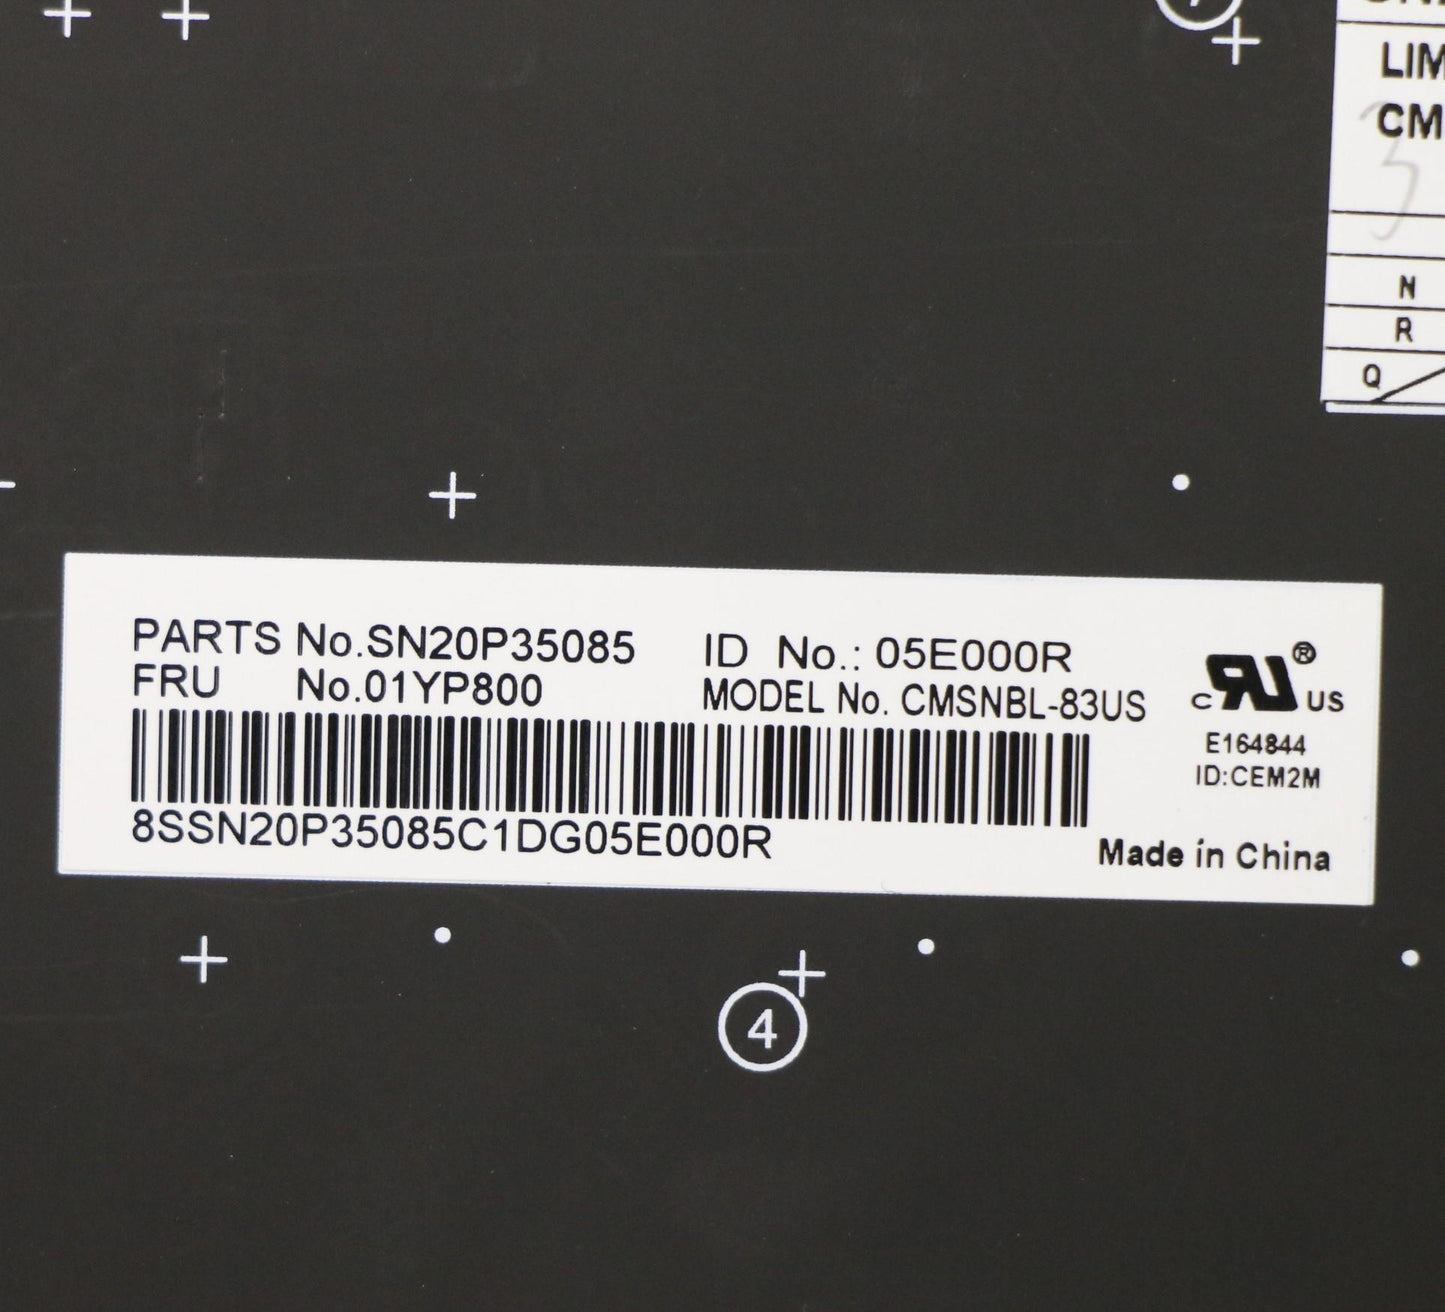 LIM
CM
N
R
Q
PARTS No.SN20P35085 ID No.: 05E000R
FRU No.01YP800 MODEL No. CMSNBL-83US
c RU ® US
E164844
ID:CEM2M
8SSN20P35085C1DG05E000R
Made in China
4